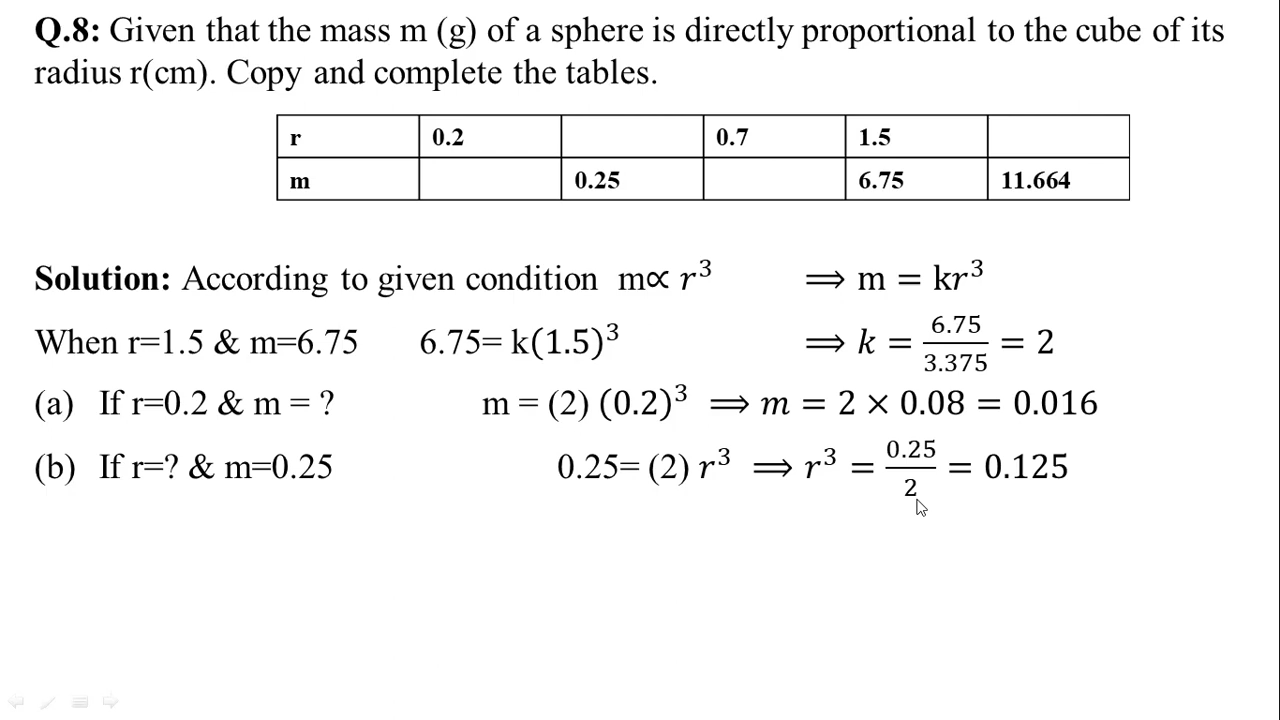 Q.8: Given that the mass m (g) of a sphere is directly proportional to the cube of its
radius r(cm). Copy and complete the tables.
r 0.2 0.7 1.5
m 0.25 6.75 11.664
Solution: According to given condition m∝ r³ ⟹ m = kr³
When r=1.5 & m=6.75 6.75= k(1.5)³ ⟹ k = 6.75/3.375 = 2
(a) If r=0.2 & m = ? m = (2) (0.2)³ ⟹ m = 2 × 0.08 = 0.016
(b) If r=? & m=0.25 0.25= (2) r³ ⟹ r³ = 0.25/2 = 0.125